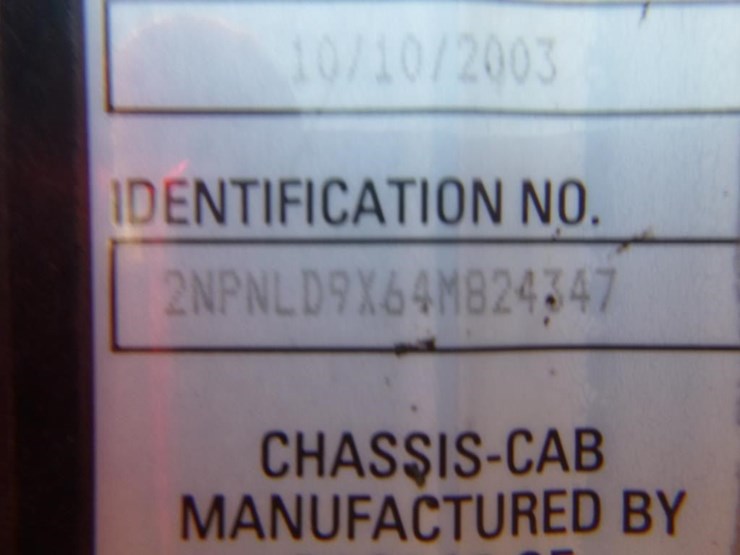 10/10/2003
IDENTIFICATION NO.
2NPNLD9X64M824347
CHASSIS-CAB
MANUFACTURED BY